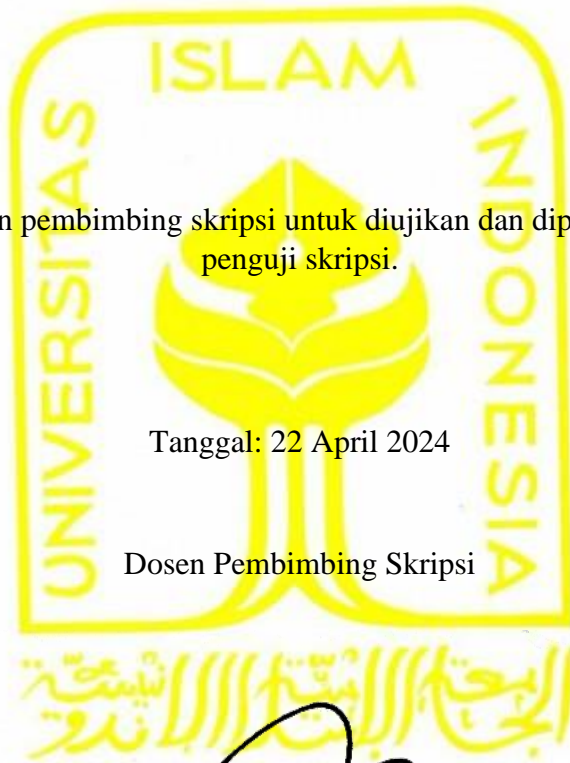 ISLAM
UNIVERSITAS
INDONESIA
n pembimbing skripsi untuk diujikan dan dip
penguji skripsi.
Tanggal: 22 April 2024
Dosen Pembimbing Skripsi